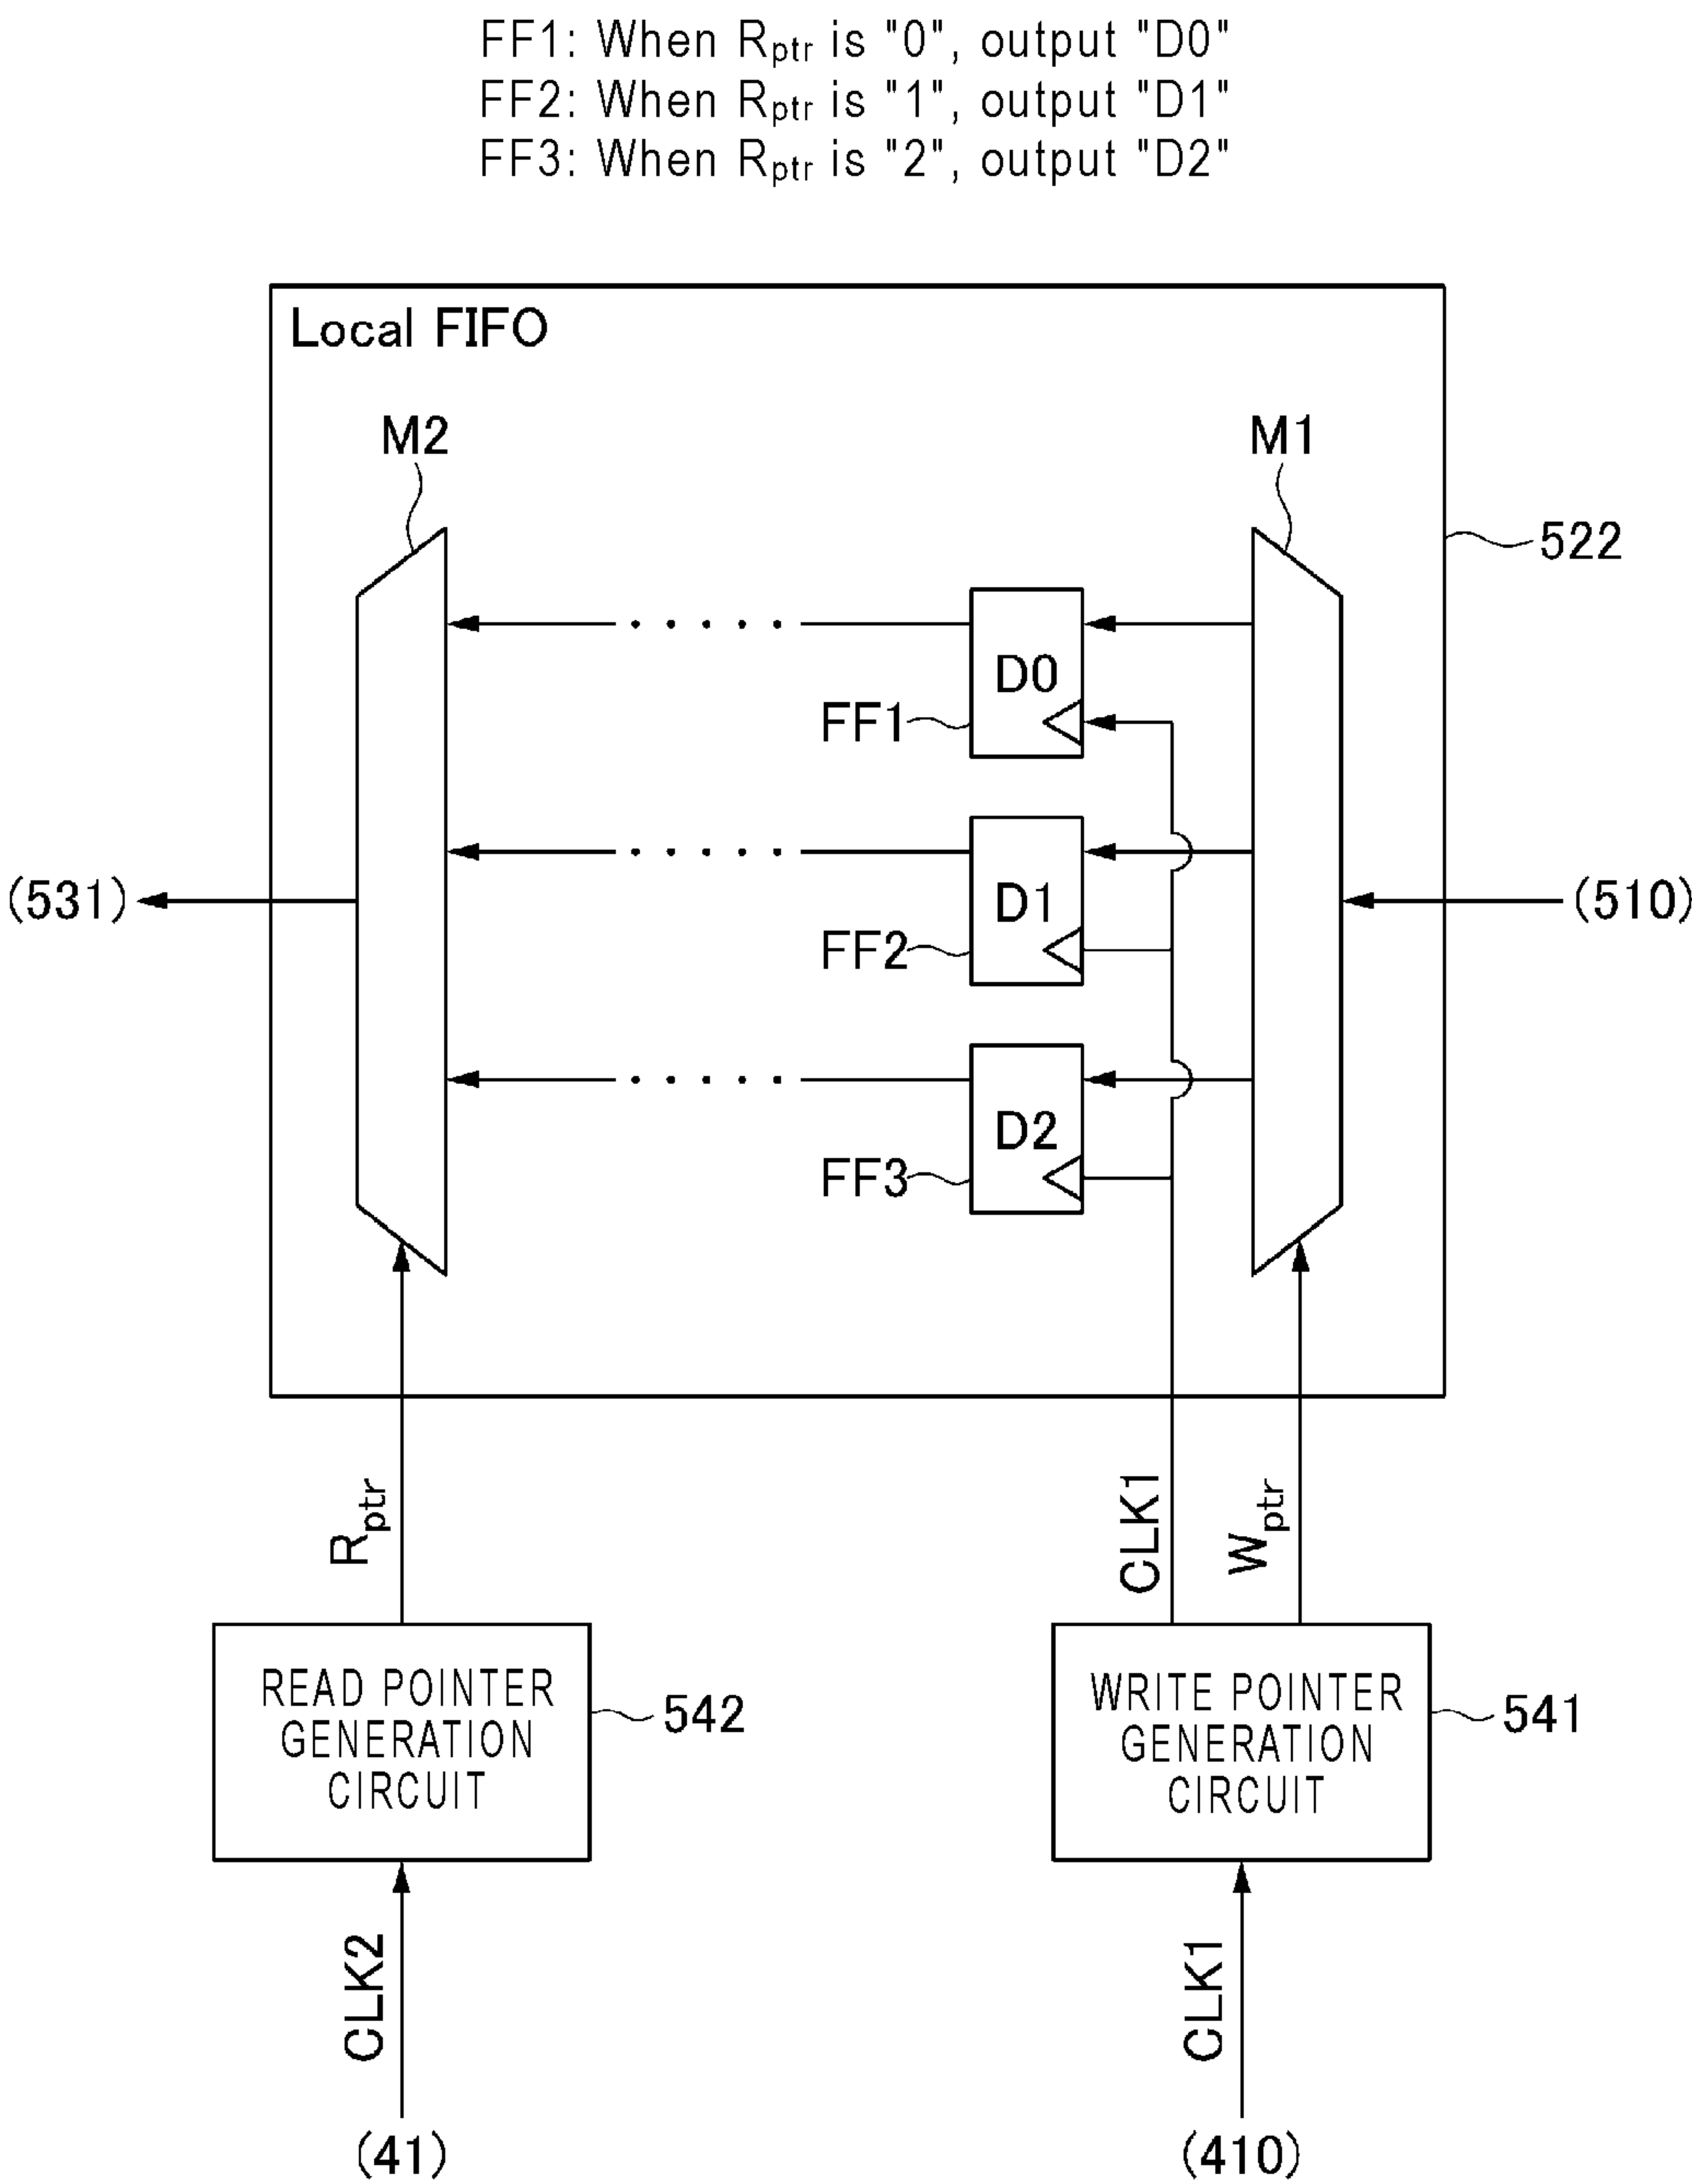 FF1: When Rptr is "0", output "D0"
FF2: When Rptr is "1", output "D1"
FF3: When Rptr is "2", output "D2"
Local FIFO
M2
M1
522
D0
FF1
(531)
D1
(510)
FF2
D2
FF3
Rptr
CLK1
Wptr
READ POINTER
GENERATION
CIRCUIT
542
WRITE POINTER
GENERATION
CIRCUIT
541
CLK2
CLK1
(41)
(410)